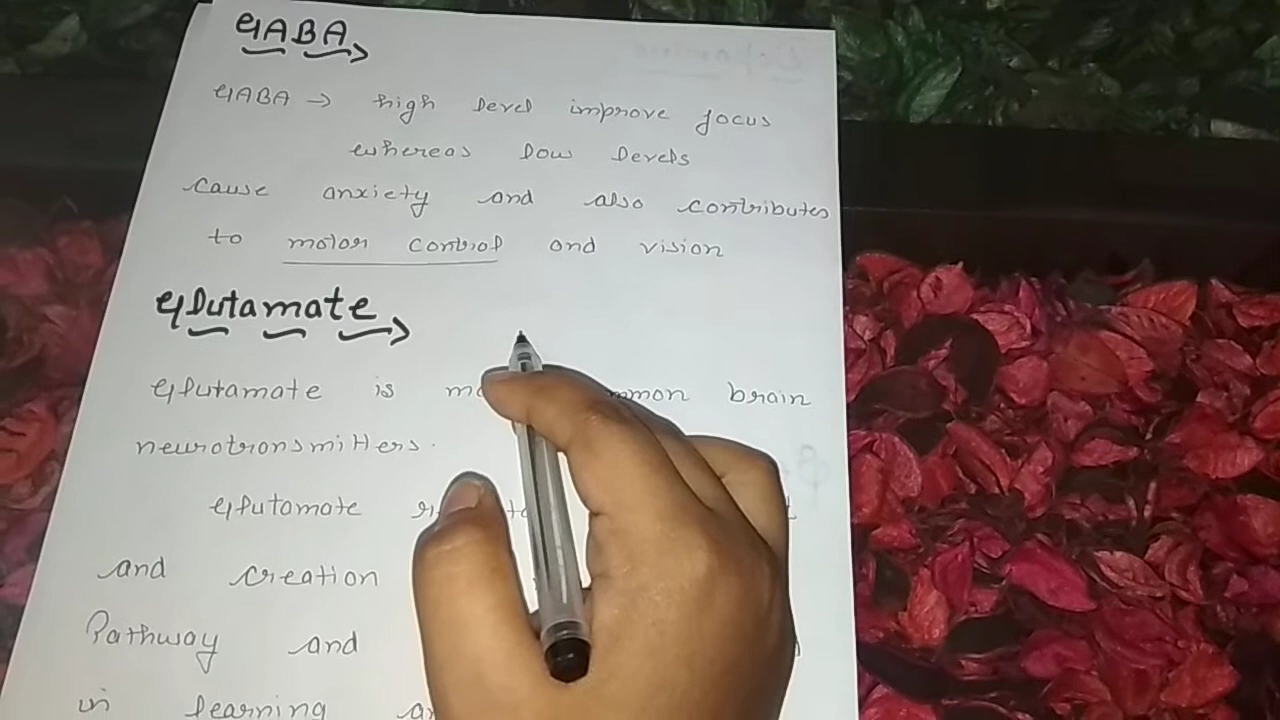 GABA
GABA → high level improve focus
whereas low levels
cause anxiety and also contributes
to motor control and vision
Glutamate
Glutamate is brain
neurotransmitters.
Glutamate
and creation
Pathway and
in learning